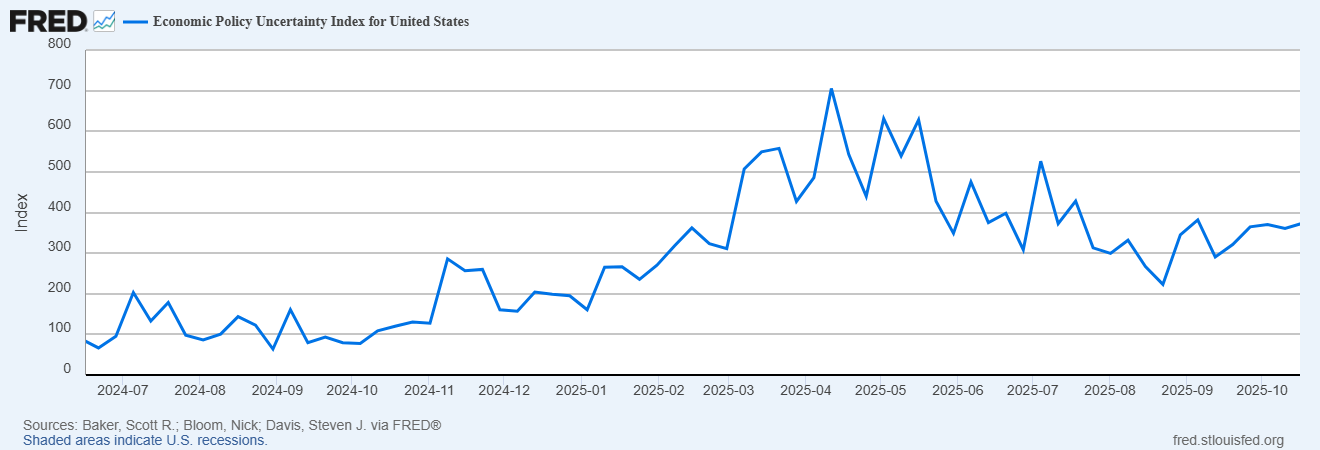 FRED Economic Policy Uncertainty Index for United States
800
700
600
500
400
300
200
100
0
Index
2024-07 2024-08 2024-09 2024-10 2024-11 2024-12 2025-01 2025-02 2025-03 2025-04 2025-05 2025-06 2025-07 2025-08 2025-09 2025-10
Sources: Baker, Scott R.; Bloom, Nick; Davis, Steven J. via FRED®
Shaded areas indicate U.S. recessions.
fred.stlouisfed.org